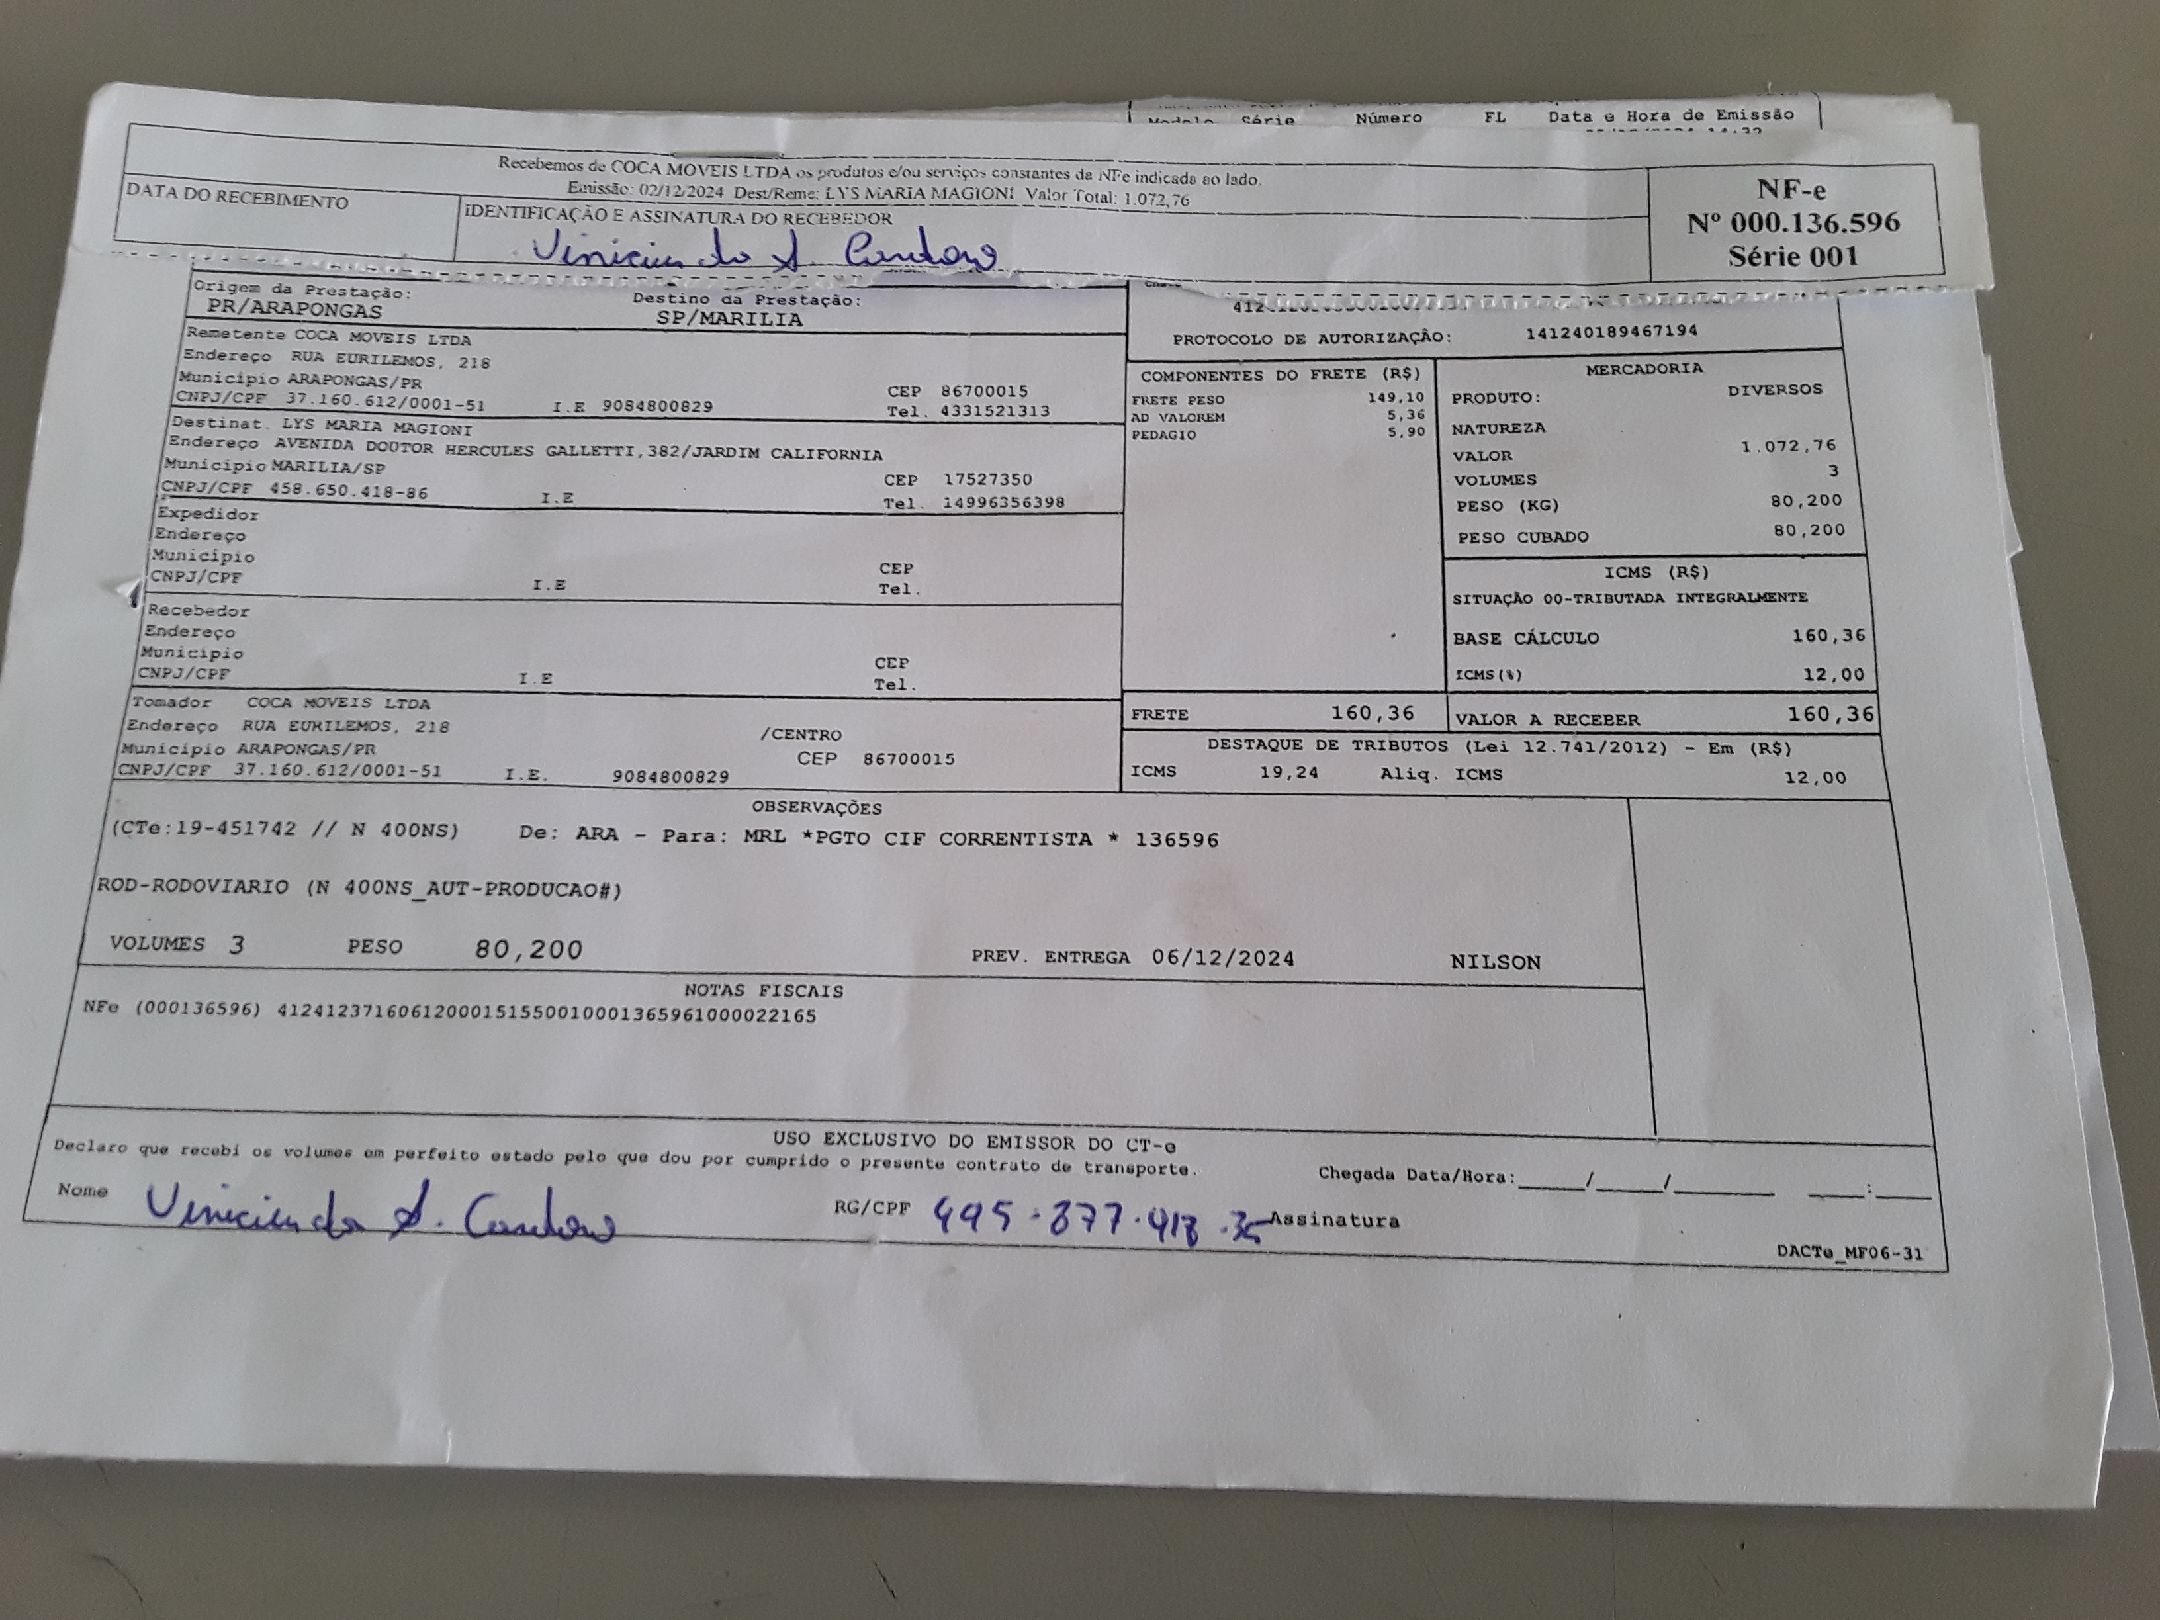 Modelo Série Número FL Data e Hora de Emissão
Recebemos de COCA MOVEIS LTDA os produtos e/ou serviços constantes da NFe indicada ao lado.
Emissão: 02/12/2024 Dest/Reme: LYS MARIA MAGIONI Valor Total: 1.072,76
DATA DO RECEBIMENTO
IDENTIFICAÇÃO E ASSINATURA DO RECEBEDOR
NF-e
Nº 000.136.596
Série 001
Origem da Prestação:
PR/ARAPONGAS
Destino da Prestação:
SP/MARILIA
PROTOCOLO DE AUTORIZAÇÃO: 141240189467194
Remetente COCA MOVEIS LTDA
Endereço RUA EURILEMOS, 218
Município ARAPONGAS/PR CEP 86700015
CNPJ/CPF 37.160.612/0001-51 I.E 9084800829 Tel. 4331521313
Destinat. LYS MARIA MAGIONI
Endereço AVENIDA DOUTOR HERCULES GALLETTI,382/JARDIM CALIFORNIA
Município MARILIA/SP CEP 17527350
CNPJ/CPF 458.650.418-86 I.E Tel. 14996356398
Expedidor
Endereço
Município CEP
CNPJ/CPF I.E Tel.
Recebedor
Endereço
Município CEP
CNPJ/CPF I.E Tel.
Tomador COCA MOVEIS LTDA
Endereço RUA EURILEMOS, 218 /CENTRO
Município ARAPONGAS/PR CEP 86700015
CNPJ/CPF 37.160.612/0001-51 I.E. 9084800829
COMPONENTES DO FRETE (R$)
FRETE PESO 149,10
AD VALOREM 5,36
PEDAGIO 5,90
MERCADORIA
PRODUTO: DIVERSOS
NATUREZA
VALOR 1.072,76
VOLUMES 3
PESO (KG) 80,200
PESO CUBADO 80,200
ICMS (R$)
SITUAÇÃO 00-TRIBUTADA INTEGRALMENTE
BASE CÁLCULO 160,36
ICMS(%) 12,00
FRETE 160,36 VALOR A RECEBER 160,36
DESTAQUE DE TRIBUTOS (Lei 12.741/2012) - Em (R$)
ICMS 19,24 Aliq. ICMS 12,00
OBSERVAÇÕES
(CTe:19-451742 // N 400NS) De: ARA - Para: MRL *PGTO CIF CORRENTISTA * 136596
ROD-RODOVIARIO (N 400NS_AUT-PRODUCAO#)
VOLUMES 3 PESO 80,200 PREV. ENTREGA 06/12/2024 NILSON
NOTAS FISCAIS
NFe (000136596) 41241237160612000151550010001365961000022165
USO EXCLUSIVO DO EMISSOR DO CT-e
Declaro que recebi os volumes em perfeito estado pelo que dou por cumprido o presente contrato de transporte.
Chegada Data/Hora:_____/_____/________ ____:____
Nome RG/CPF Assinatura
DACTe_MF06-31